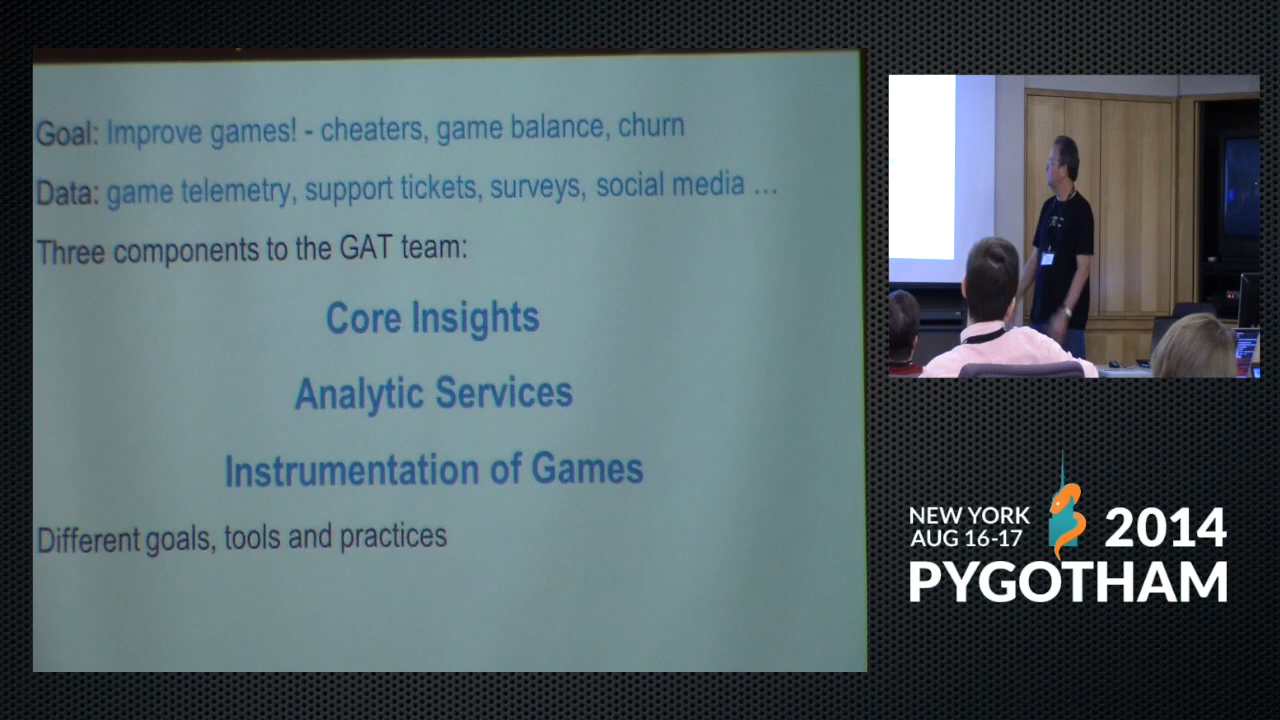 Goal: Improve games! - cheaters, game balance, churn
Data: game telemetry, support tickets, surveys, social media ...
Three components to the GAT team:
Core Insights
Analytic Services
Instrumentation of Games
Different goals, tools and practices
NEW YORK
AUG 16-17
2014
PYGOTHAM